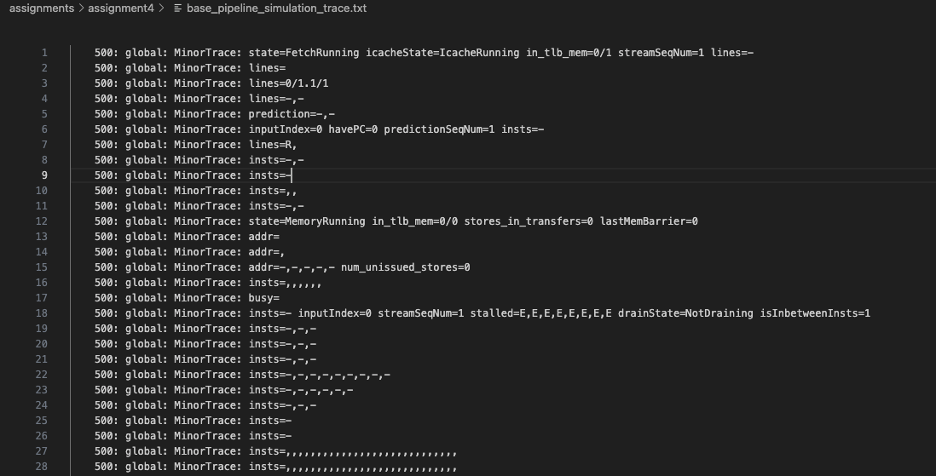 assignments > assignment4 > base_pipeline_simulation_trace.txt
1 500: global: MinorTrace: state=FetchRunning icacheState=IcacheRunning in_tlb_mem=0/1 streamSeqNum=1 lines=-
2 500: global: MinorTrace: lines=
3 500: global: MinorTrace: lines=0/1.1/1
4 500: global: MinorTrace: lines=-,-
5 500: global: MinorTrace: prediction=-,-
6 500: global: MinorTrace: inputIndex=0 havePC=0 predictionSeqNum=1 insts=-
7 500: global: MinorTrace: lines=R,
8 500: global: MinorTrace: insts=-,-
9 500: global: MinorTrace: insts=-
10 500: global: MinorTrace: insts=,,
11 500: global: MinorTrace: insts=-,-
12 500: global: MinorTrace: state=MemoryRunning in_tlb_mem=0/0 stores_in_transfers=0 lastMemBarrier=0
13 500: global: MinorTrace: addr=
14 500: global: MinorTrace: addr=,
15 500: global: MinorTrace: addr=-,-,-,-,- num_unissued_stores=0
16 500: global: MinorTrace: insts=,,,,,,
17 500: global: MinorTrace: busy=
18 500: global: MinorTrace: insts=- inputIndex=0 streamSeqNum=1 stalled=E,E,E,E,E,E,E,E drainState=NotDraining isInbetweenInsts=1
19 500: global: MinorTrace: insts=-,-,-
20 500: global: MinorTrace: insts=-,-,-
21 500: global: MinorTrace: insts=-,-,-
22 500: global: MinorTrace: insts=-,-,-,-,-,-,-,-,-
23 500: global: MinorTrace: insts=-,-,-,-,-,-
24 500: global: MinorTrace: insts=-,-,-
25 500: global: MinorTrace: insts=-
26 500: global: MinorTrace: insts=-
27 500: global: MinorTrace: insts=,,,,,,,,,,,,,,,,,,,,,,,,,,,,
28 500: global: MinorTrace: insts=,,,,,,,,,,,,,,,,,,,,,,,,,,,,